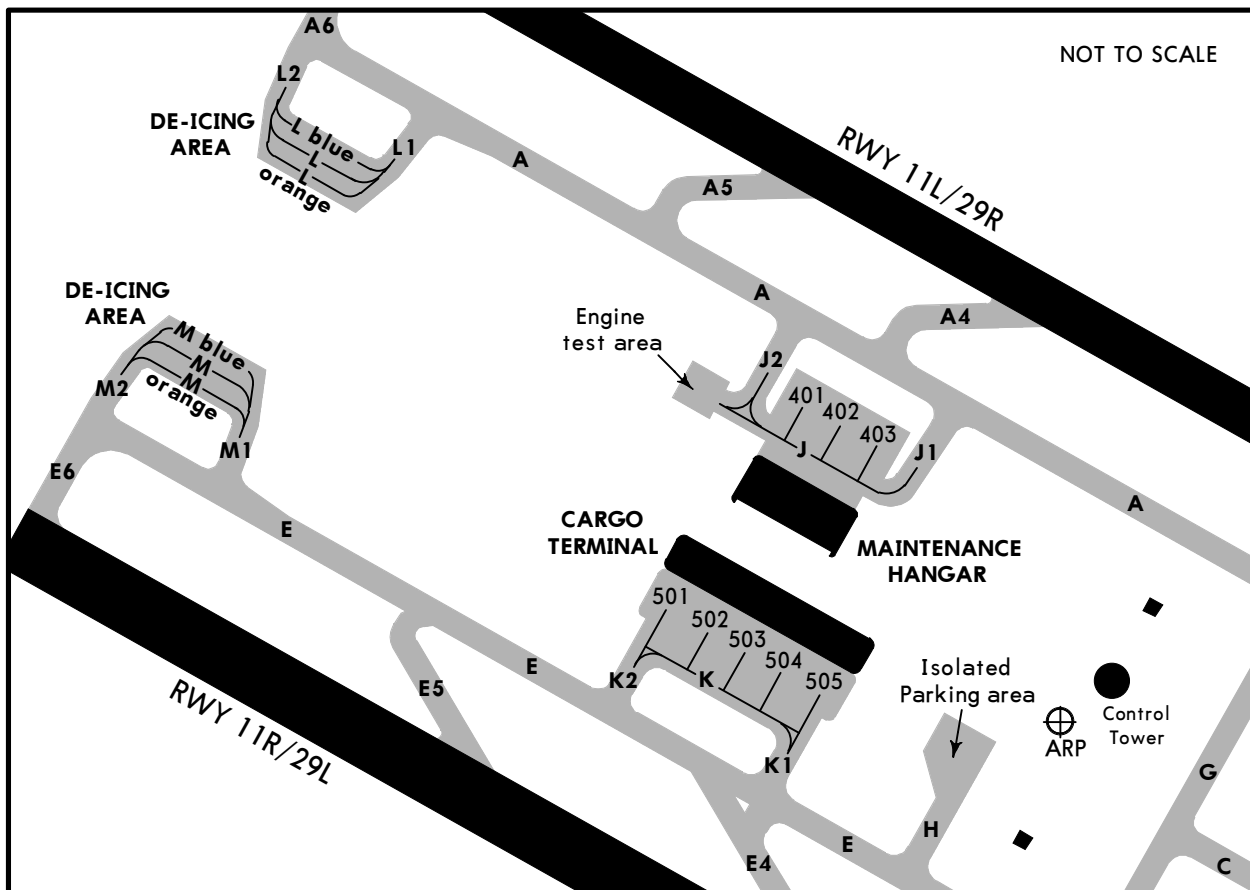 A6
NOT TO SCALE
L2
DE-ICING
AREA
L blue
L
L
orange
L1
A
RWY 11L/29R
A5
DE-ICING
AREA
M blue
M
M
orange
M2
M1
A
A4
Engine
test area
J2
401
402
403
J
J1
A
E6
E
CARGO
TERMINAL
MAINTENANCE
HANGAR
501
502
503
504
505
K2
K
K1
E
E5
RWY 11R/29L
Isolated
Parking area
Control
Tower
ARP
G
H
E
E4
C